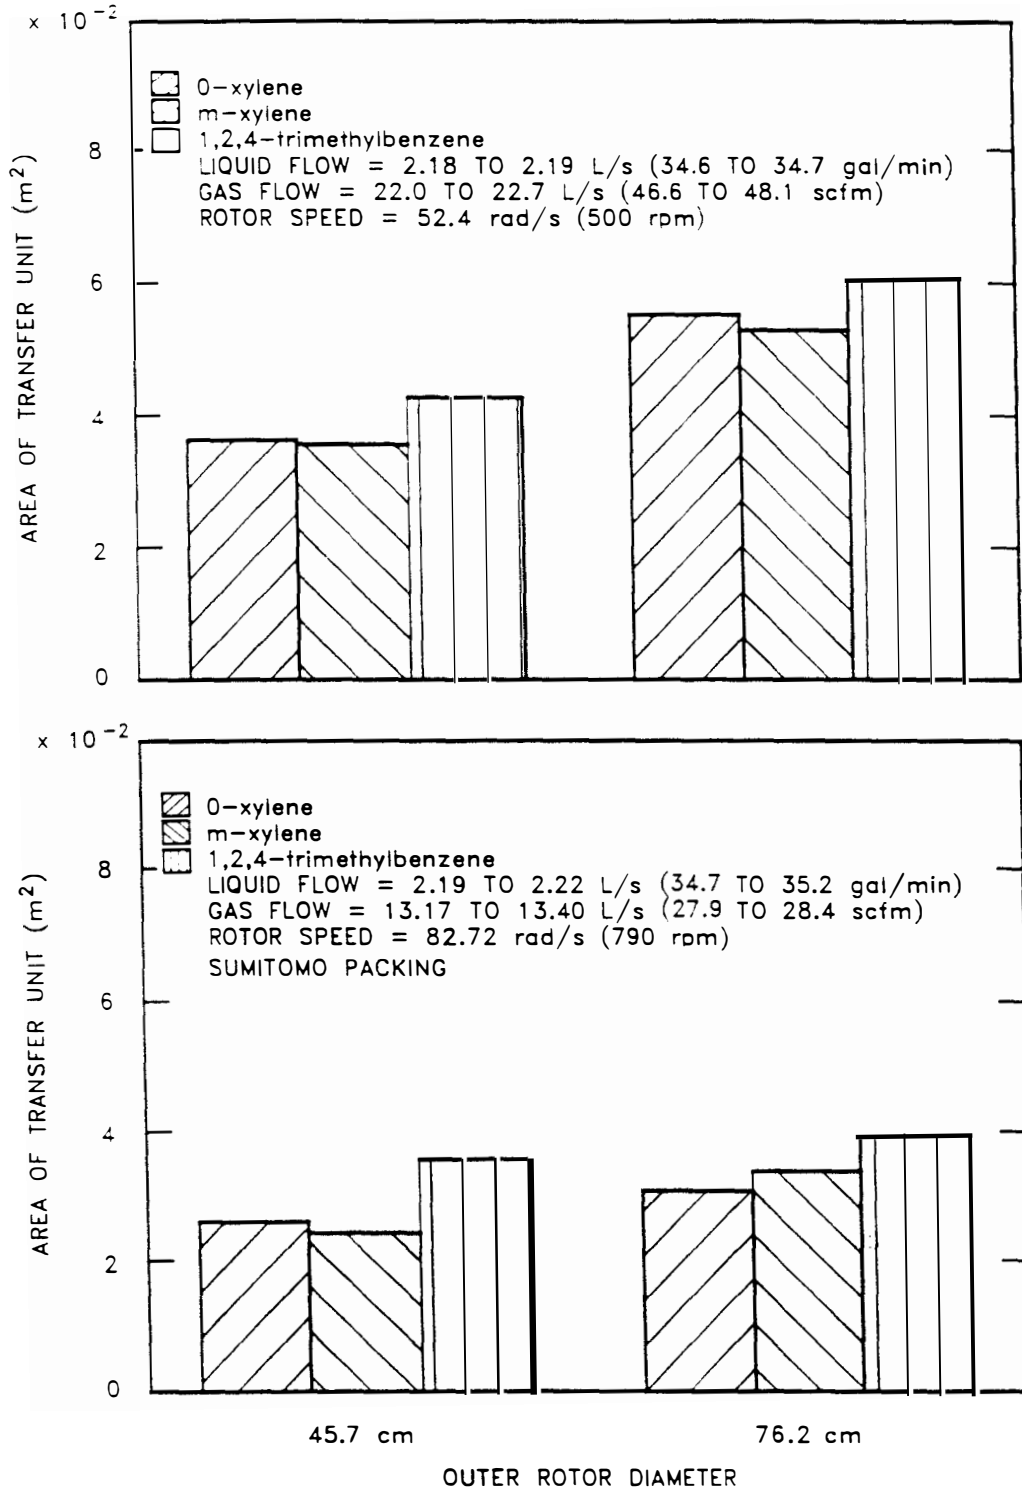 x 10⁻²
0-xylene
m-xylene
1,2,4-trimethylbenzene
LIQUID FLOW = 2.18 TO 2.19 L/s (34.6 TO 34.7 gal/min)
GAS FLOW = 22.0 TO 22.7 L/s (46.6 TO 48.1 scfm)
ROTOR SPEED = 52.4 rad/s (500 rpm)
AREA OF TRANSFER UNIT (m²)
8
6
4
2
0
x 10⁻²
0-xylene
m-xylene
1,2,4-trimethylbenzene
LIQUID FLOW = 2.19 TO 2.22 L/s (34.7 TO 35.2 gal/min)
GAS FLOW = 13.17 TO 13.40 L/s (27.9 TO 28.4 scfm)
ROTOR SPEED = 82.72 rad/s (790 rpm)
SUMITOMO PACKING
AREA OF TRANSFER UNIT (m²)
8
6
4
2
0
45.7 cm
76.2 cm
OUTER ROTOR DIAMETER